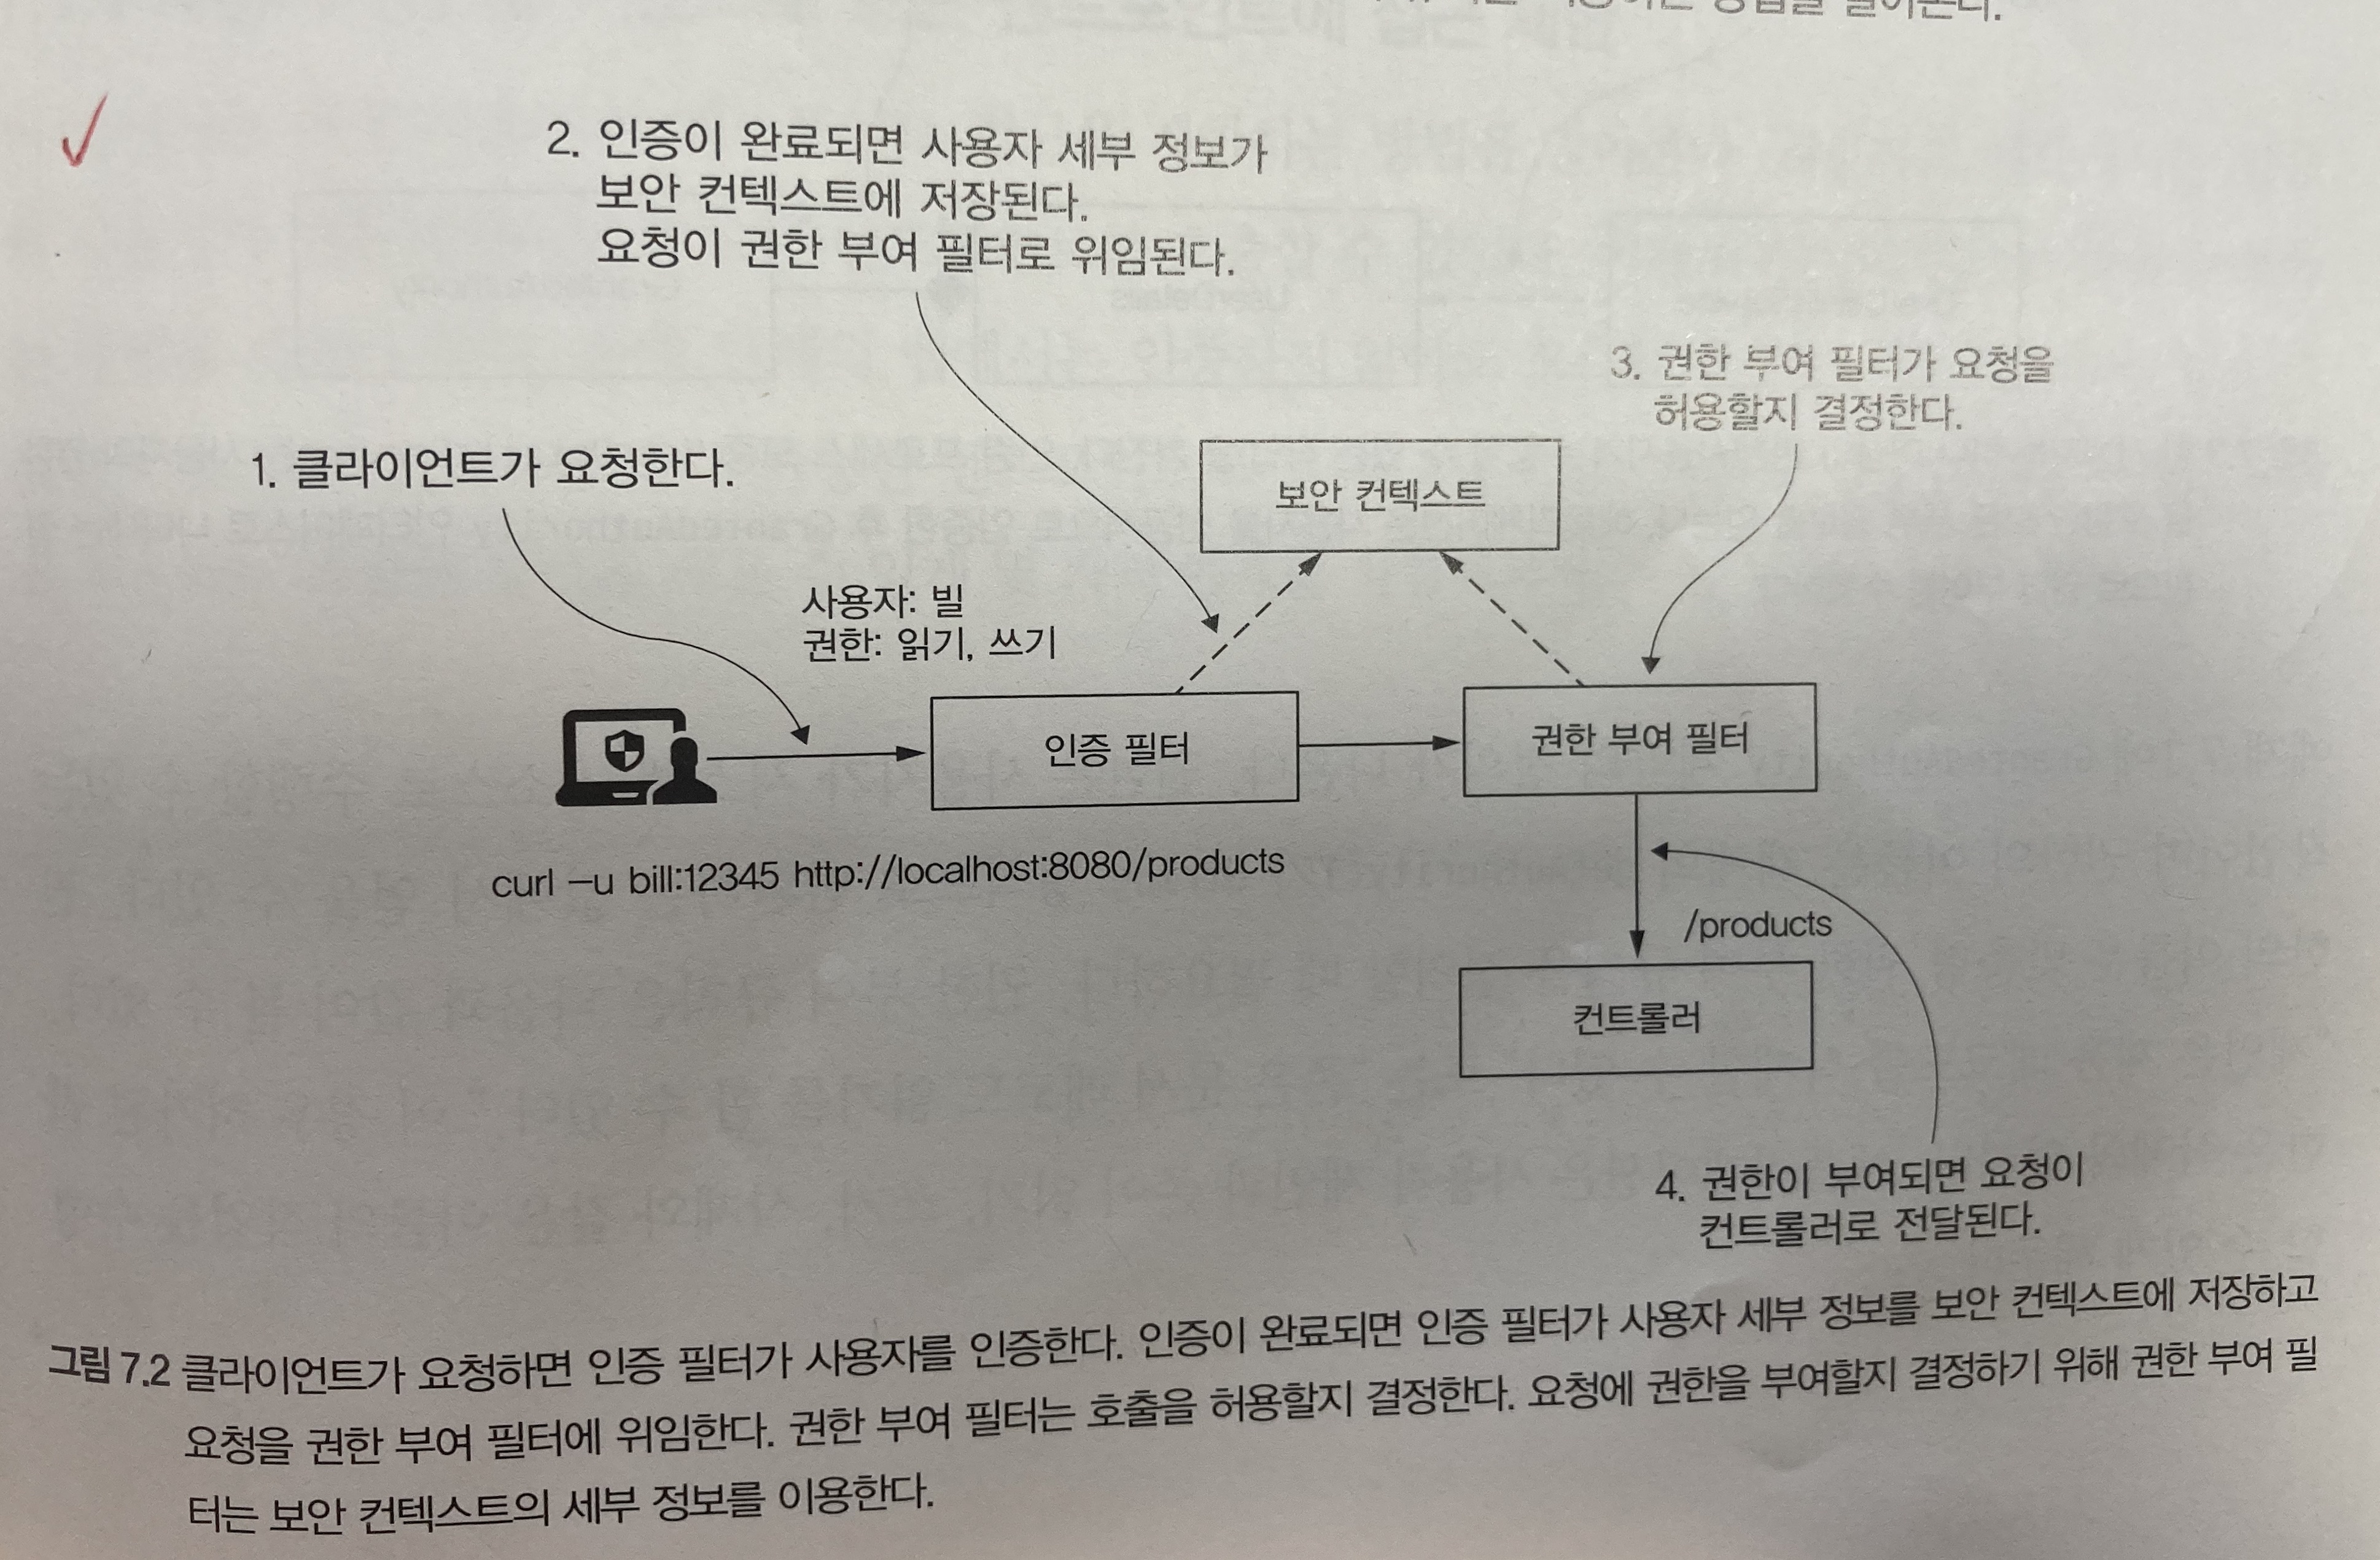 2. 인증이 완료되면 사용자 세부 정보가
보안 컨텍스트에 저장된다.
요청이 권한 부여 필터로 위임된다.
3. 권한 부여 필터가 요청을
허용할지 결정한다.
1. 클라이언트가 요청한다.
보안 컨텍스트
사용자: 빌
권한: 읽기, 쓰기
인증 필터
권한 부여 필터
curl –u bill:12345 http://localhost:8080/products
/products
컨트롤러
4. 권한이 부여되면 요청이
컨트롤러로 전달된다.
그림 7.2 클라이언트가 요청하면 인증 필터가 사용자를 인증한다. 인증이 완료되면 인증 필터가 사용자 세부 정보를 보안 컨텍스트에 저장하고
요청을 권한 부여 필터에 위임한다. 권한 부여 필터는 호출을 허용할지 결정한다. 요청에 권한을 부여할지 결정하기 위해 권한 부여 필
터는 보안 컨텍스트의 세부 정보를 이용한다.